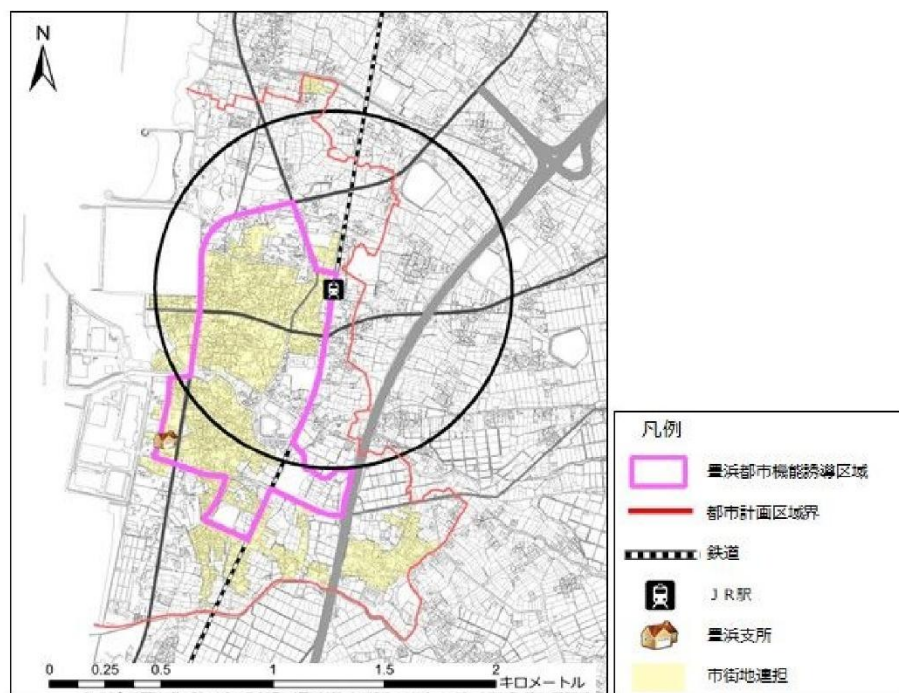 N
0 0.25 0.5 1 1.5 2
キロメートル
凡例
豊浜都市機能誘導区域
都市計画区域界
鉄道
JR駅
豊浜支所
市街地連担